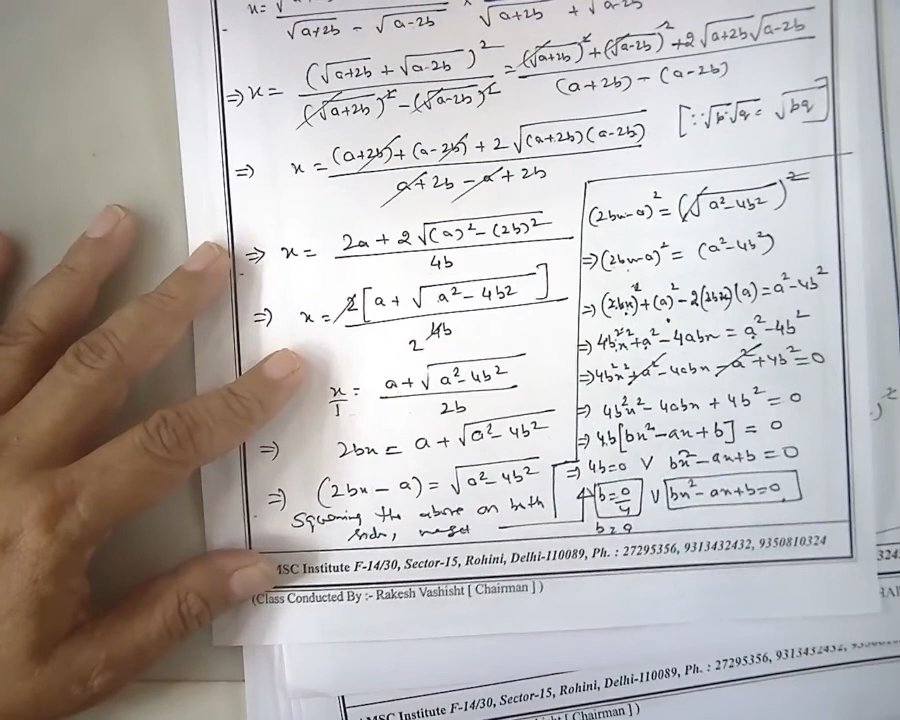 x= / √a+2b − √a-2b × √a+2b + √a-2b
⇒ x = (√a+2b + √a-2b)² / (√a+2b)² − (√a-2b)² = (√a+2b)² + (√a-2b)² + 2√a+2b √a-2b / (a+2b) − (a-2b)
⇒ x = (a+2b) + (a-2b) + 2√(a+2b)(a-2b) / a+2b − a+2b [∵√p√q = √pq]
⇒ x = 2a + 2√(a)² − (2b)² / 4b
⇒ x = 2[a + √a² − 4b²] / 2 4b
x/1 = a + √a² − 4b² / 2b
⇒ 2bx = a + √a² − 4b²
⇒ (2bx − a) = √a² − 4b²
Squaring the above on both
side, we get
(2bx − a)² = (√a² − 4b²)²
⇒ (2bx − a)² = (a² − 4b²)
⇒ (2bx)² + (a)² − 2(2bx)(a) = a² − 4b²
⇒ 4b²x² + a² − 4abx = a² − 4b²
⇒ 4b²x² + a² − 4abx − a² + 4b² = 0
⇒ 4b²x² − 4abx + 4b² = 0
⇒ 4b[bx² − ax + b] = 0
⇒ 4b=0 V bx² − ax + b = 0
b=0/4 V bx² − ax + b = 0
b=0
MSC Institute F-14/30, Sector-15, Rohini, Delhi-110089, Ph. : 27295356, 9313432432, 9350810324
(Class Conducted By :- Rakesh Vashisht [ Chairman ] )
MSC Institute F-14/30, Sector-15, Rohini, Delhi-110089, Ph. : 27295356, 9313432432,
[ Chairman ] )